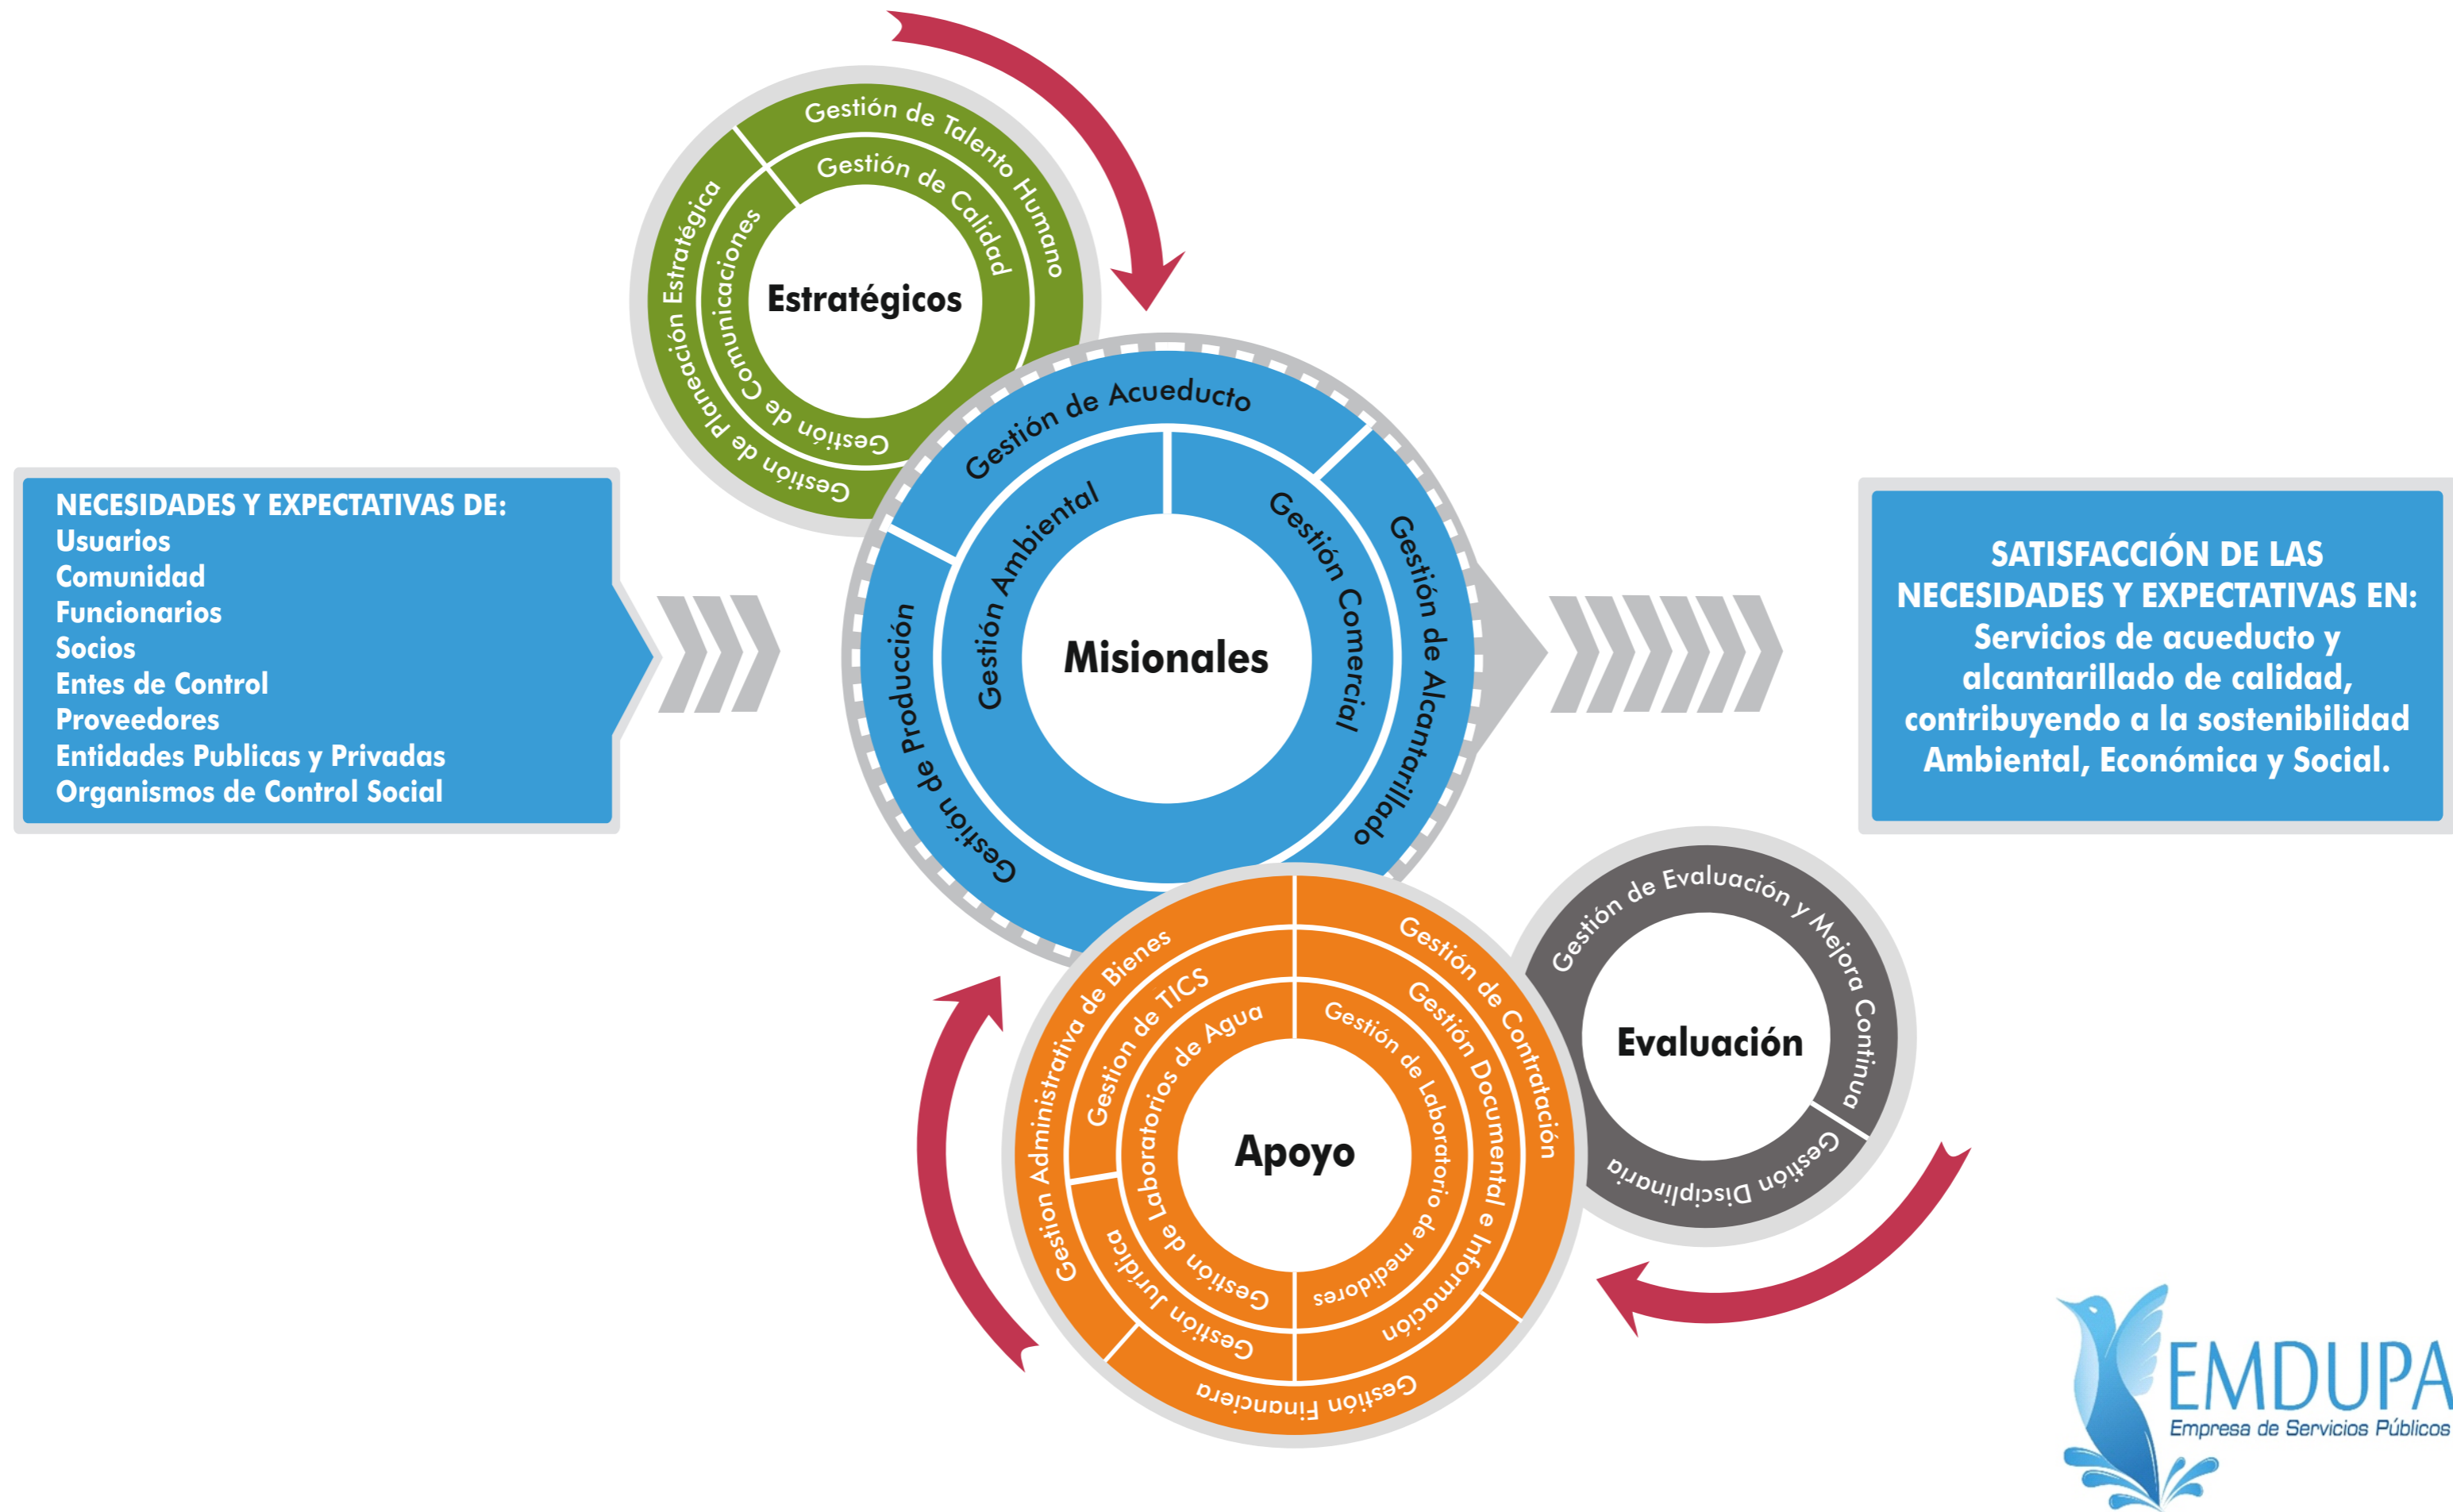 Gestión de Talento Humano
Gestión de Calidad
Gestión de Planeación Estratégica
Gestión de Comunicaciones
Estratégicos
NECESIDADES Y EXPECTATIVAS DE:
Usuarios
Comunidad
Funcionarios
Socios
Entes de Control
Proveedores
Entidades Publicas y Privadas
Organismos de Control Social
Gestión de Acueducto
Gestión Ambiental
Gestión Comercial
Gestión de Alcantarillado
Gestión de Producción
Misionales
SATISFACCIÓN DE LAS
NECESIDADES Y EXPECTATIVAS EN:
Servicios de acueducto y
alcantarillado de calidad,
contribuyendo a la sostenibilidad
Ambiental, Económica y Social.
Gestion Administrativa de Bienes
Gestión de Contratación
Gestion de TICS
Gestión Documental e Información
Gestión de Laboratorios de Agua
Gestión de Laboratorio de medidores
Apoyo
Gestión Jurídica
Gestión Financiera
Gestión de Evaluación y Mejora Continua
Evaluación
Gestión Disciplinaria
EMDUPA
Empresa de Servicios Públicos